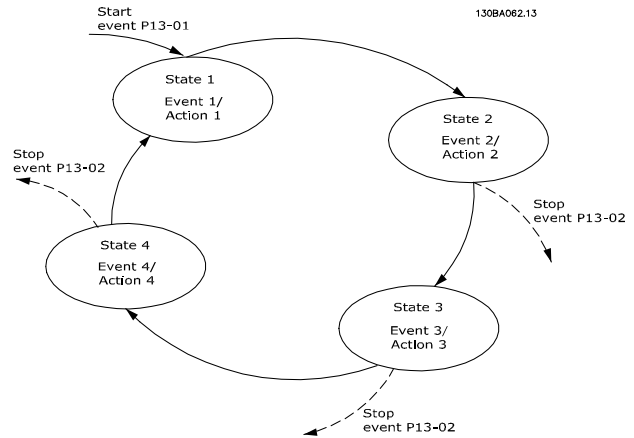 Start
event P13-01
130BA062.13
State 1
Event 1/
Action 1
State 2
Event 2/
Action 2
Stop
event P13-02
Stop
event P13-02
State 4
Event 4/
Action 4
State 3
Event 3/
Action 3
Stop
event P13-02